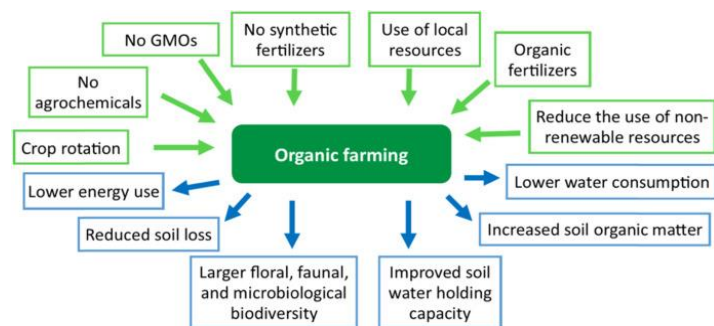 No GMOs
No synthetic
fertilizers
Use of local
resources
Organic
fertilizers
No
agrochemicals
Reduce the use of non-
renewable resources
Crop rotation
Organic farming
Lower energy use
Lower water consumption
Reduced soil loss
Increased soil organic matter
Larger floral, faunal,
and microbiological
biodiversity
Improved soil
water holding
capacity